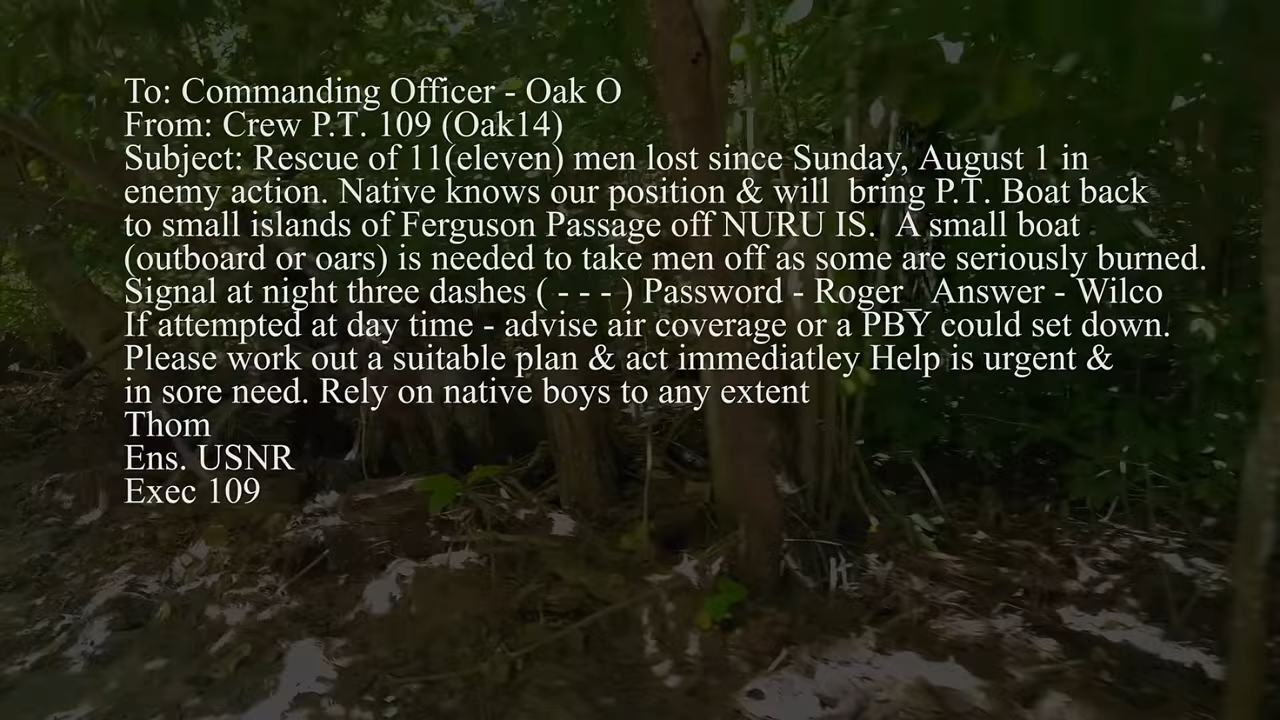 To: Commanding Officer - Oak O
From: Crew P.T. 109 (Oak14)
Subject: Rescue of 11(eleven) men lost since Sunday, August 1 in
enemy action. Native knows our position & will  bring P.T. Boat back
to small islands of Ferguson Passage off NURU IS.  A small boat
(outboard or oars) is needed to take men off as some are seriously burned.
Signal at night three dashes ( - - - ) Password - Roger_  Answer - Wilco
If attempted at day time - advise air coverage or a PBY could set down.
Please work out a suitable plan & act immediatley Help is urgent &
in sore need. Rely on native boys to any extent
Thom
Ens. USNR
Exec 109